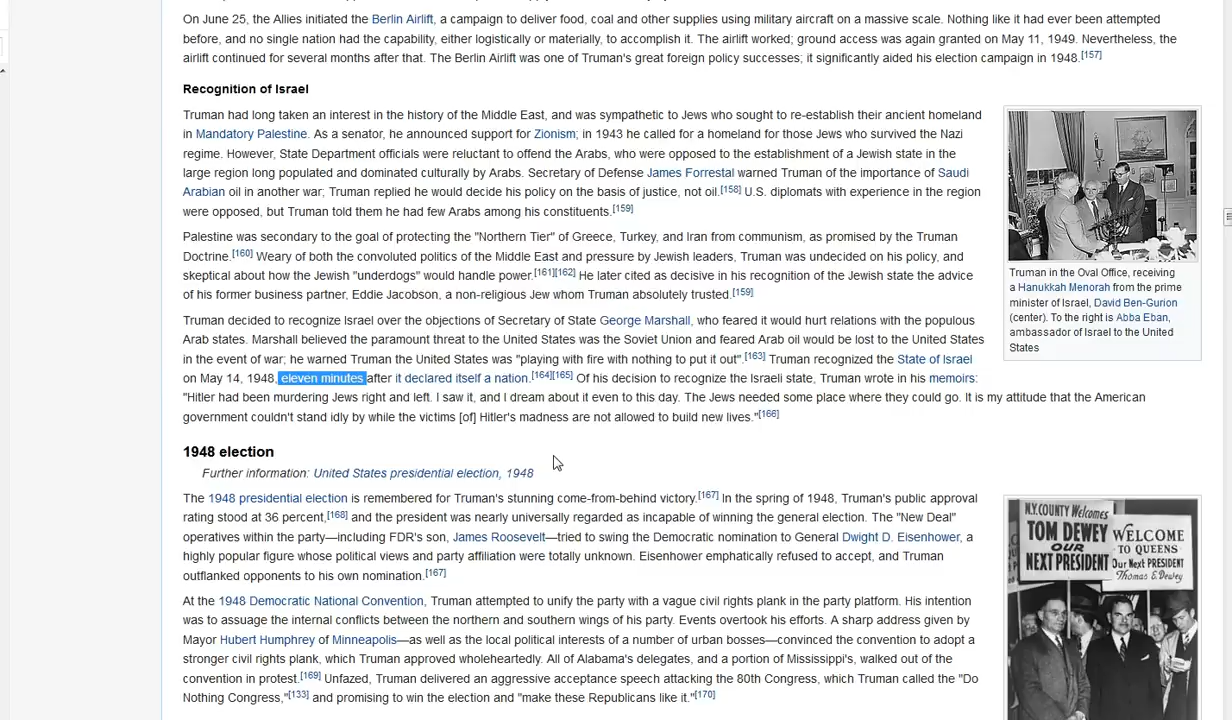 On June 25, the Allies initiated the Berlin Airlift, a campaign to deliver food, coal and other supplies using military aircraft on a massive scale. Nothing like it had ever been attempted
before, and no single nation had the capability, either logistically or materially, to accomplish it. The airlift worked; ground access was again granted on May 11, 1949. Nevertheless, the
airlift continued for several months after that. The Berlin Airlift was one of Truman's great foreign policy successes; it significantly aided his election campaign in 1948.[157]
Recognition of Israel
Truman had long taken an interest in the history of the Middle East, and was sympathetic to Jews who sought to re-establish their ancient homeland
in Mandatory Palestine. As a senator, he announced support for Zionism; in 1943 he called for a homeland for those Jews who survived the Nazi
regime. However, State Department officials were reluctant to offend the Arabs, who were opposed to the establishment of a Jewish state in the
large region long populated and dominated culturally by Arabs. Secretary of Defense James Forrestal warned Truman of the importance of Saudi
Arabian oil in another war; Truman replied he would decide his policy on the basis of justice, not oil.[158] U.S. diplomats with experience in the region
were opposed, but Truman told them he had few Arabs among his constituents.[159]
Palestine was secondary to the goal of protecting the "Northern Tier" of Greece, Turkey, and Iran from communism, as promised by the Truman
Doctrine.[160] Weary of both the convoluted politics of the Middle East and pressure by Jewish leaders, Truman was undecided on his policy, and
skeptical about how the Jewish "underdogs" would handle power.[161][162] He later cited as decisive in his recognition of the Jewish state the advice
of his former business partner, Eddie Jacobson, a non-religious Jew whom Truman absolutely trusted.[159]
Truman decided to recognize Israel over the objections of Secretary of State George Marshall, who feared it would hurt relations with the populous
Arab states. Marshall believed the paramount threat to the United States was the Soviet Union and feared Arab oil would be lost to the United States
in the event of war; he warned Truman the United States was "playing with fire with nothing to put it out".[163] Truman recognized the State of Israel
on May 14, 1948, eleven minutes after it declared itself a nation.[164][165] Of his decision to recognize the Israeli state, Truman wrote in his memoirs:
"Hitler had been murdering Jews right and left. I saw it, and I dream about it even to this day. The Jews needed some place where they could go. It is my attitude that the American
government couldn't stand idly by while the victims [of] Hitler's madness are not allowed to build new lives."[166]
Truman in the Oval Office, receiving
a Hanukkah Menorah from the prime
minister of Israel, David Ben-Gurion
(center). To the right is Abba Eban,
ambassador of Israel to the United
States
1948 election
Further information: United States presidential election, 1948
The 1948 presidential election is remembered for Truman's stunning come-from-behind victory.[167] In the spring of 1948, Truman's public approval
rating stood at 36 percent,[168] and the president was nearly universally regarded as incapable of winning the general election. The "New Deal"
operatives within the party—including FDR's son, James Roosevelt—tried to swing the Democratic nomination to General Dwight D. Eisenhower, a
highly popular figure whose political views and party affiliation were totally unknown. Eisenhower emphatically refused to accept, and Truman
outflanked opponents to his own nomination.[167]
At the 1948 Democratic National Convention, Truman attempted to unify the party with a vague civil rights plank in the party platform. His intention
was to assuage the internal conflicts between the northern and southern wings of his party. Events overtook his efforts. A sharp address given by
Mayor Hubert Humphrey of Minneapolis—as well as the local political interests of a number of urban bosses—convinced the convention to adopt a
stronger civil rights plank, which Truman approved wholeheartedly. All of Alabama's delegates, and a portion of Mississippi's, walked out of the
convention in protest.[169] Unfazed, Truman delivered an aggressive acceptance speech attacking the 80th Congress, which Truman called the "Do
Nothing Congress,"[133] and promising to win the election and "make these Republicans like it."[170]
N.Y. COUNTY Welcomes
TOM DEWEY
OUR
NEXT PRESIDENT
WELCOME
TO QUEENS
Our Next PRESIDENT
Thomas E. Dewey